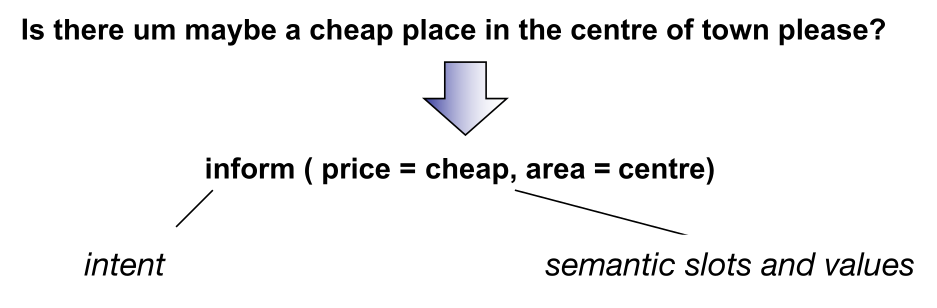 Is there um maybe a cheap place in the centre of town please?
inform ( price = cheap, area = centre)
intent
semantic slots and values